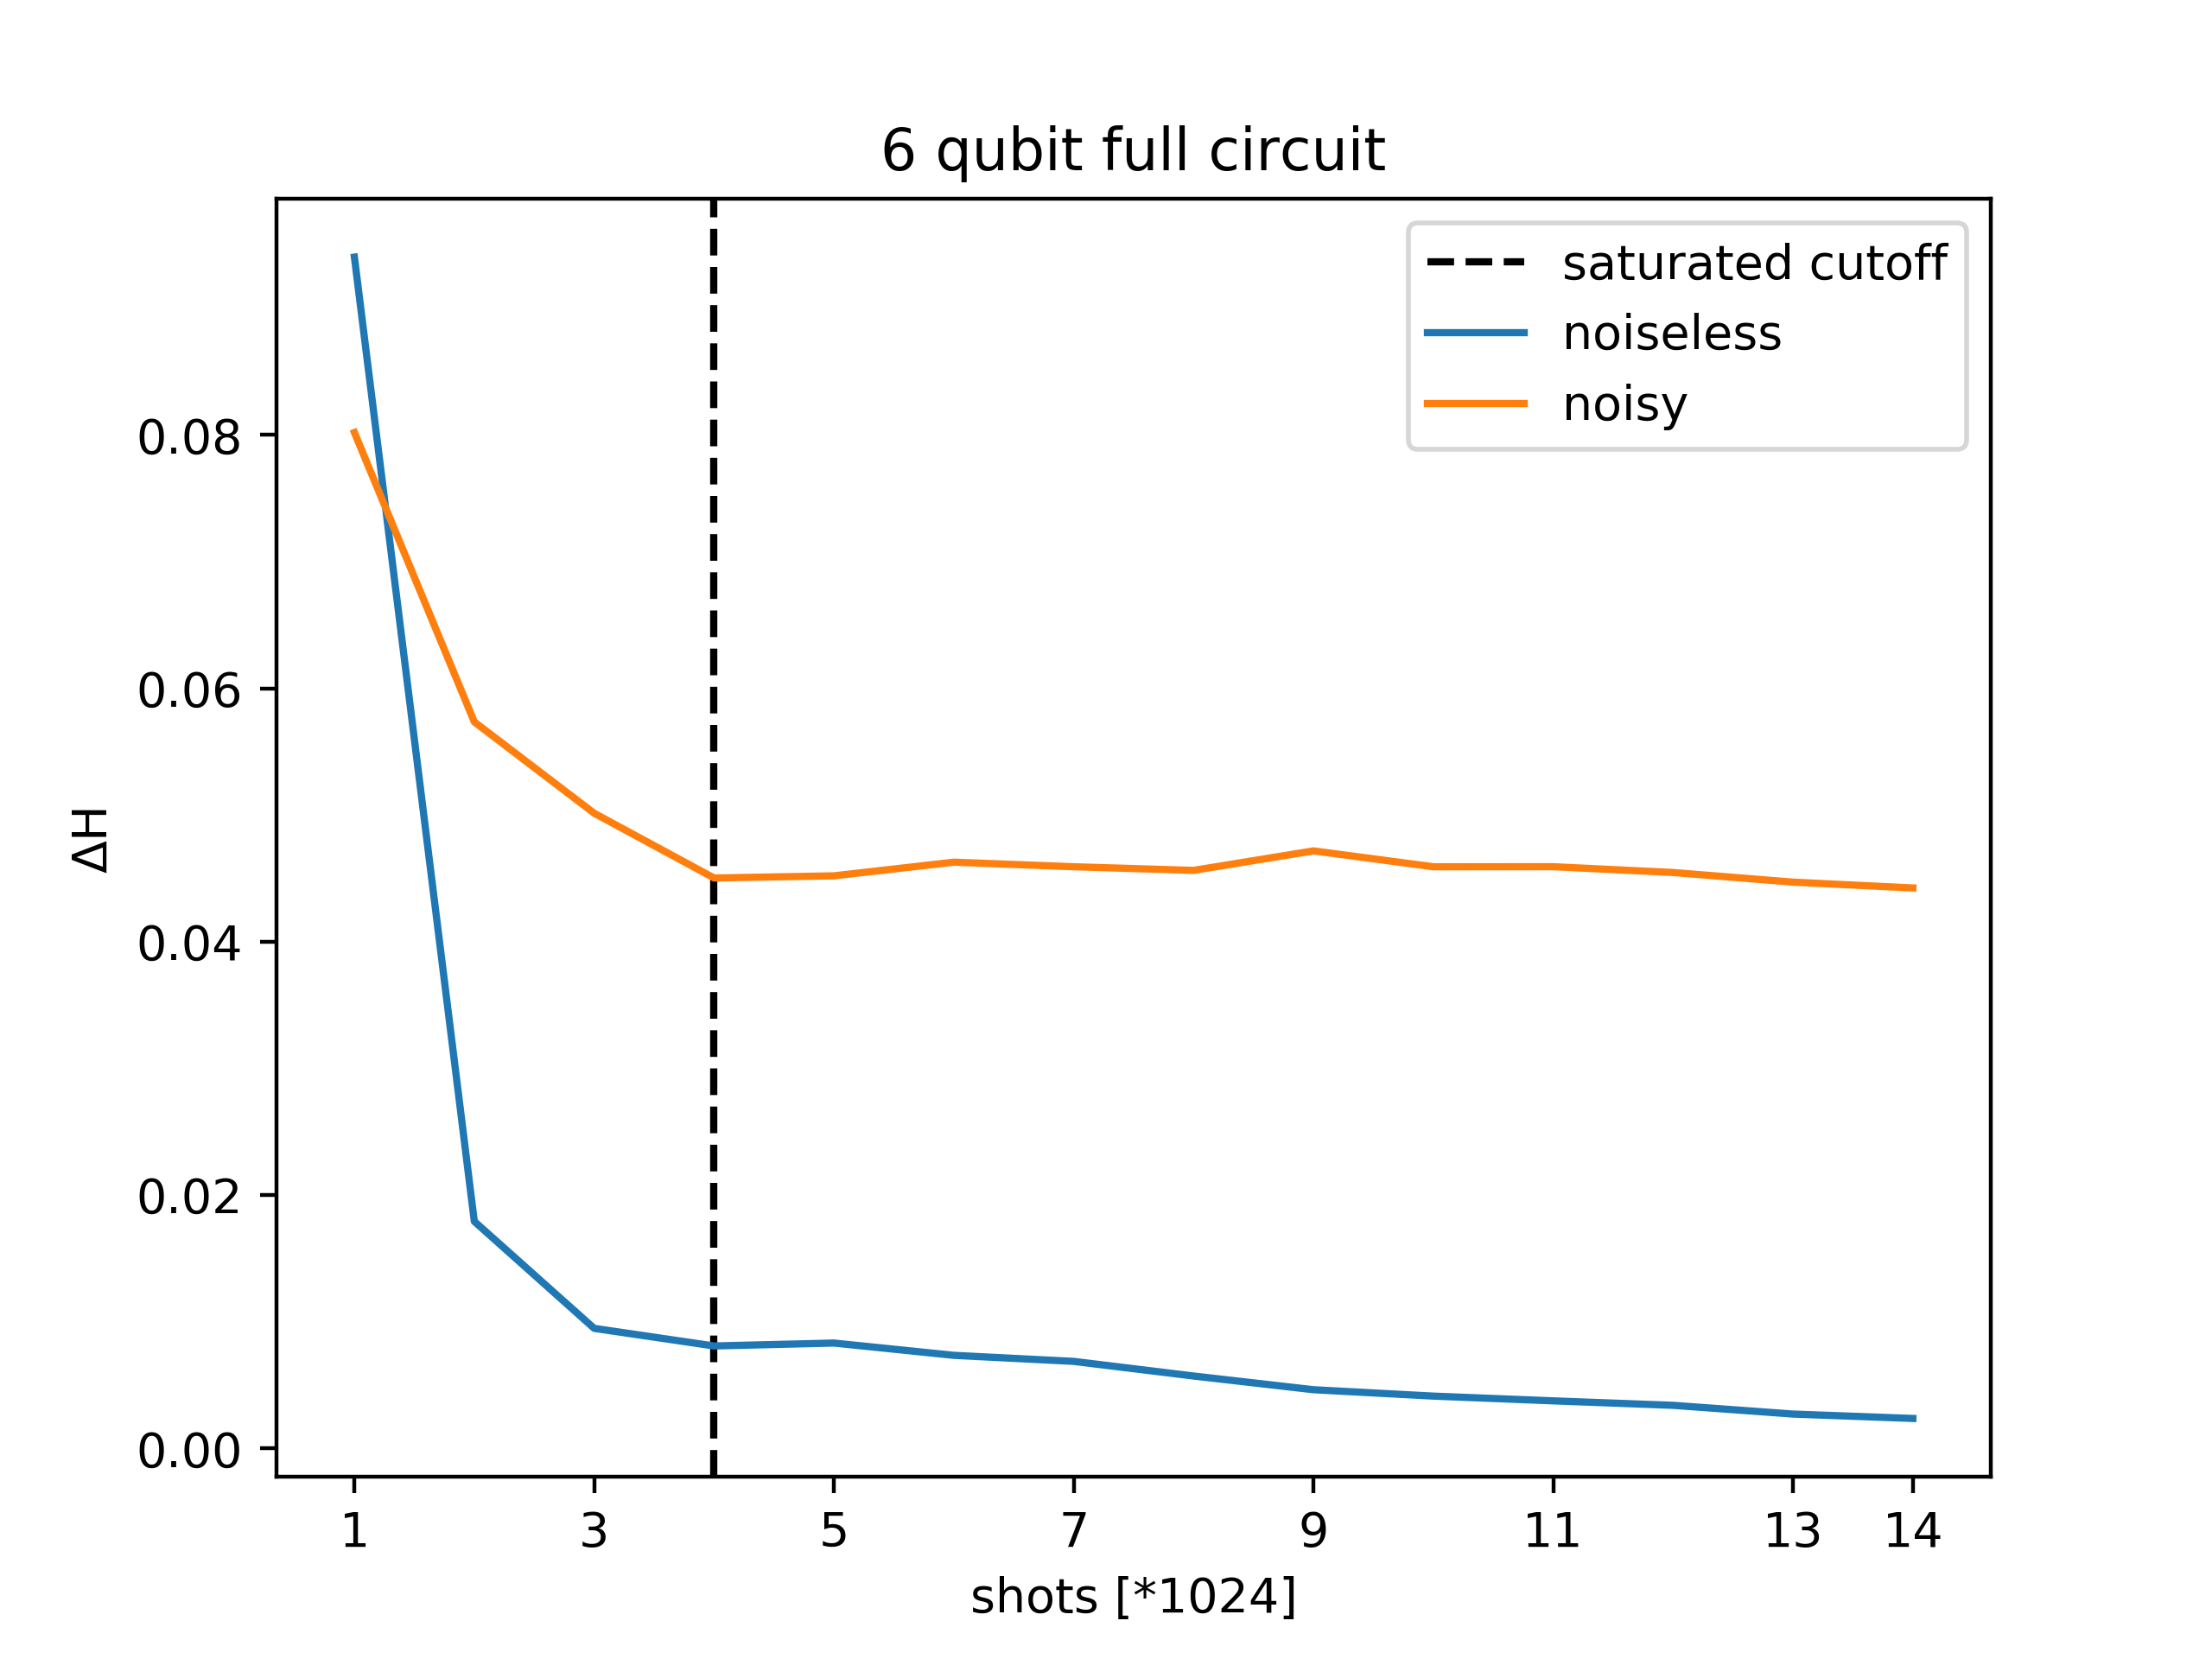 6 qubit full circuit
saturated cutoff
noiseless
noisy
0.08
0.06
0.04
0.02
0.00
ΔH
1 3 5 7 9 11 13 14
shots [*1024]